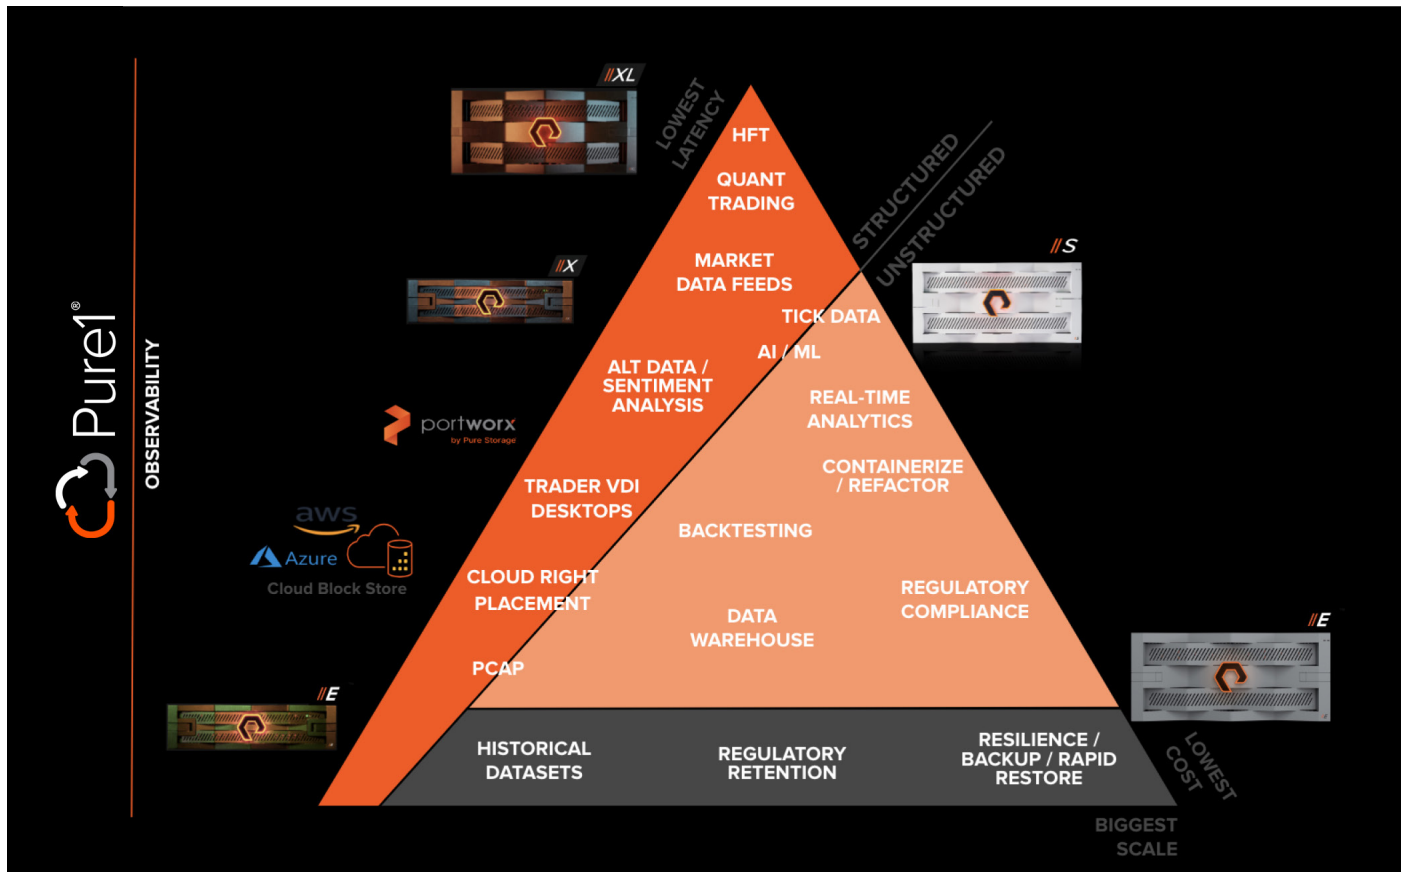 //XL
LOWEST
LATENCY
HFT
QUANT
TRADING
STRUCTURED
UNSTRUCTURED
//S
MARKET
DATA FEEDS
//X
TICK DATA
AI / ML
ALT DATA /
SENTIMENT
ANALYSIS
REAL-TIME
ANALYTICS
portworx
by Pure Storage
CONTAINERIZE
/ REFACTOR
TRADER VDI
DESKTOPS
BACKTESTING
aws
Azure
Cloud Block Store
CLOUD RIGHT
PLACEMENT
REGULATORY
COMPLIANCE
DATA
WAREHOUSE
//E
PCAP
//E
HISTORICAL
DATASETS
REGULATORY
RETENTION
RESILIENCE /
BACKUP / RAPID
RESTORE
LOWEST
COST
BIGGEST
SCALE
Pure1®
OBSERVABILITY